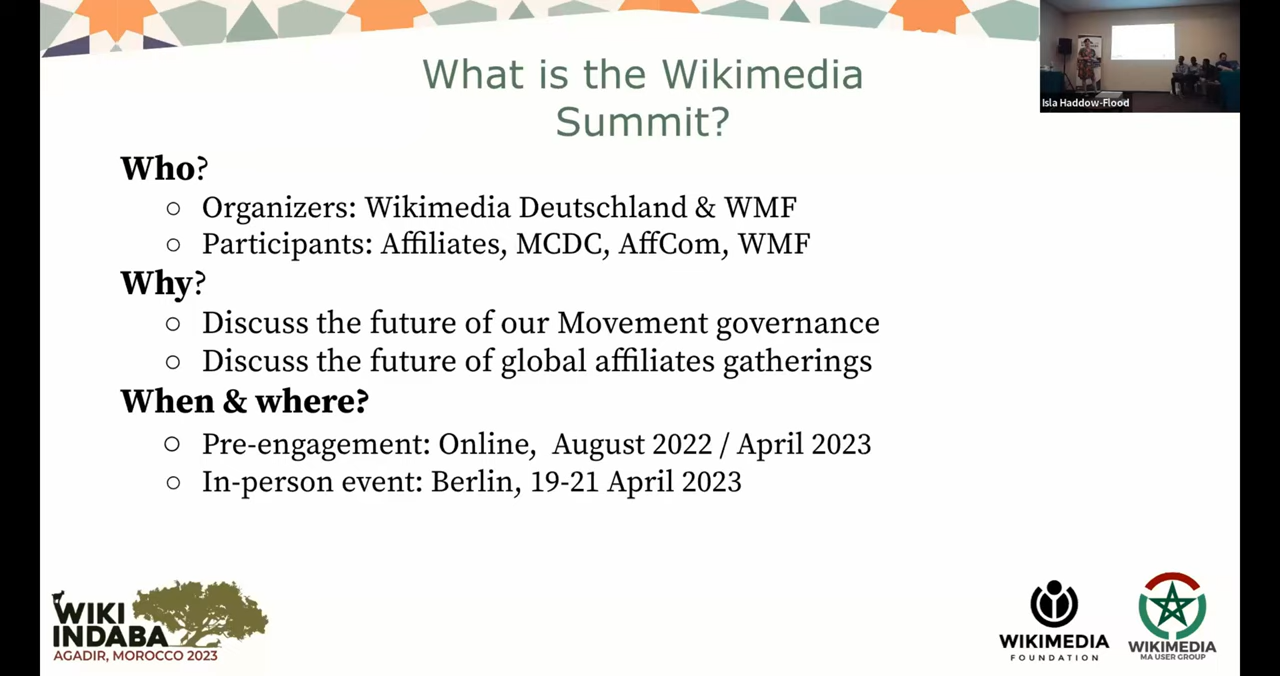 What is the Wikimedia
Summit?
Isla Haddow-Flood
Who?
○ Organizers: Wikimedia Deutschland & WMF
○ Participants: Affiliates, MCDC, AffCom, WMF
Why?
○ Discuss the future of our Movement governance
○ Discuss the future of global affiliates gatherings
When & where?
○ Pre-engagement: Online,  August 2022 / April 2023
○ In-person event: Berlin, 19-21 April 2023
WIKI
INDABA
AGADIR, MOROCCO 2023
WIKIMEDIA
FOUNDATION
WIKIMEDIA
MA USER GROUP